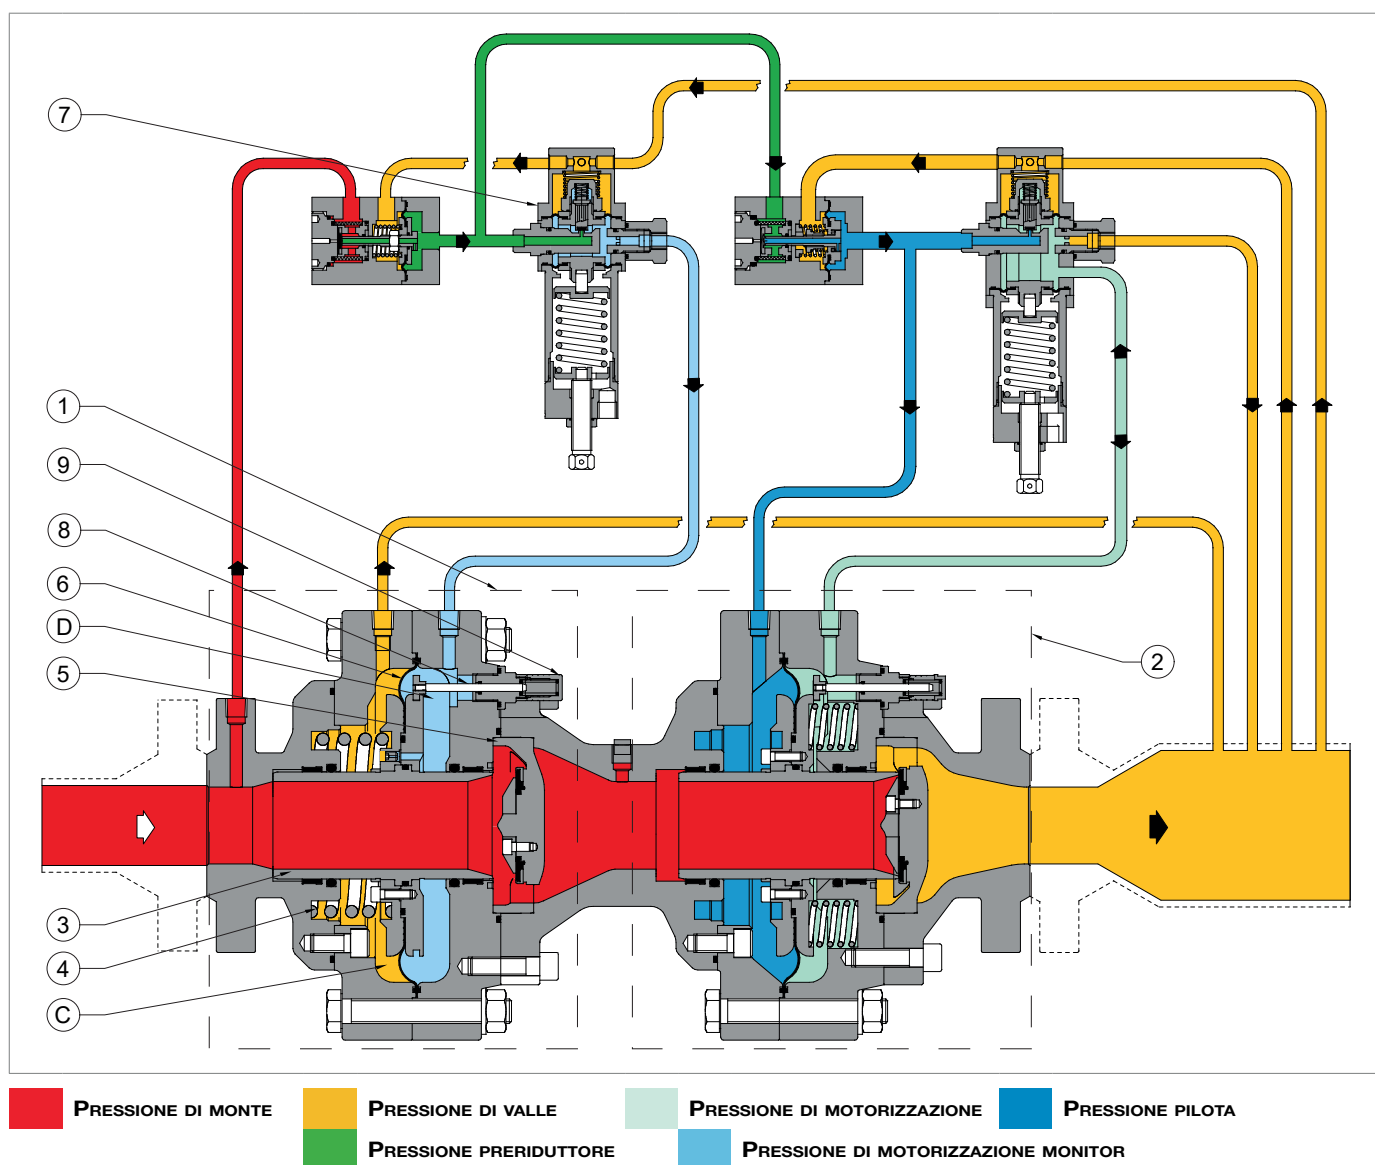 7
1
9
8
6
D
5
2
3
4
C
PRESSIONE DI MONTE
PRESSIONE DI VALLE
PRESSIONE DI MOTORIZZAZIONE
PRESSIONE PILOTA
PRESSIONE PRERIDUTTORE
PRESSIONE DI MOTORIZZAZIONE MONITOR